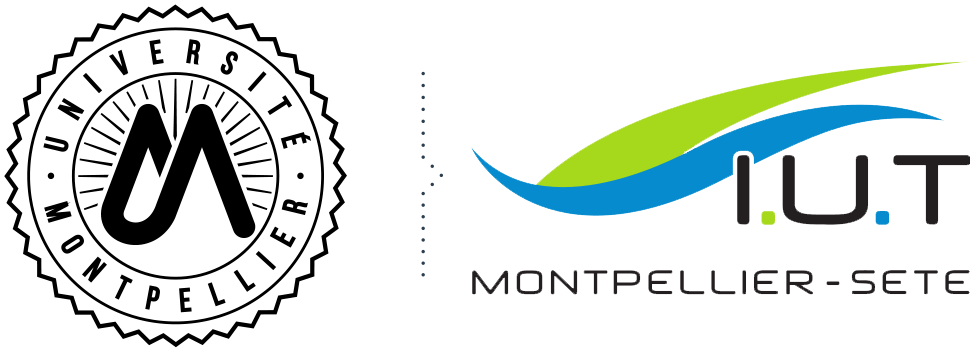 · UNIVERSITÉ ·
MONTPELLIER
I.U.T
MONTPELLIER - SETE